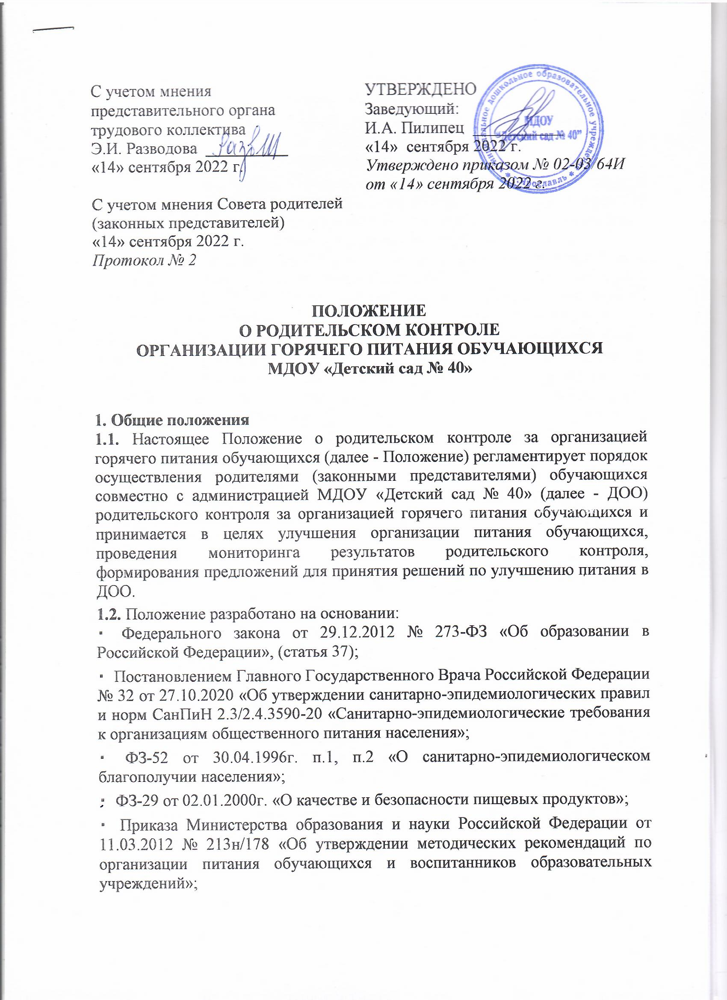 С учетом мнения
представительного органа
трудового коллектива
Э.И. Разводова
«14» сентября 2022 г.
С учетом мнения Совета родителей
(законных представителей)
«14» сентября 2022 г.
Протокол № 2
УТВЕРЖДЕНО
Заведующий:
И.А. Пилипец
«14» сентября 2022 г.
Утверждено приказом № 02-03/64И
от «14» сентября 2022 г.
муниципальное дошкольное образовательное учреждение * г. Ярославль *
МДОУ
“Детский сад № 40”
ПОЛОЖЕНИЕ
О РОДИТЕЛЬСКОМ КОНТРОЛЕ
ОРГАНИЗАЦИИ ГОРЯЧЕГО ПИТАНИЯ ОБУЧАЮЩИХСЯ
МДОУ «Детский сад № 40»
1. Общие положения
1.1. Настоящее Положение о родительском контроле за организацией
горячего питания обучающихся (далее - Положение) регламентирует порядок
осуществления родителями (законными представителями) обучающихся
совместно с администрацией МДОУ «Детский сад № 40» (далее - ДОО)
родительского контроля за организацией горячего питания обучающихся и
принимается в целях улучшения организации питания обучающихся,
проведения мониторинга результатов родительского контроля,
формирования предложений для принятия решений по улучшению питания в
ДОО.
1.2. Положение разработано на основании:
· Федерального закона от 29.12.2012 № 273-ФЗ «Об образовании в
Российской Федерации», (статья 37);
· Постановлением Главного Государственного Врача Российской Федерации
№ 32 от 27.10.2020 «Об утверждении санитарно-эпидемиологических правил
и норм СанПиН 2.3/2.4.3590-20 «Санитарно-эпидемиологические требования
к организациям общественного питания населения»;
· ФЗ-52 от 30.04.1996г. п.1, п.2 «О санитарно-эпидемиологическом
благополучии населения»;
; ФЗ-29 от 02.01.2000г. «О качестве и безопасности пищевых продуктов»;
· Приказа Министерства образования и науки Российской Федерации от
11.03.2012 № 213н/178 «Об утверждении методических рекомендаций по
организации питания обучающихся и воспитанников образовательных
учреждений»;